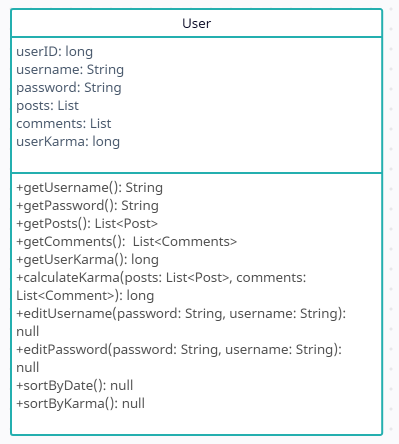 User
userID: long
username: String
password: String
posts: List
comments: List
userKarma: long
+getUsername(): String
+getPassword(): String
+getPosts(): List<Post>
+getComments():  List<Comments>
+getUserKarma(): long
+calculateKarma(posts: List<Post>, comments:
List<Comment>): long
+editUsername(password: String, username: String):
null
+editPassword(password: String, username: String):
null
+sortByDate(): null
+sortByKarma(): null